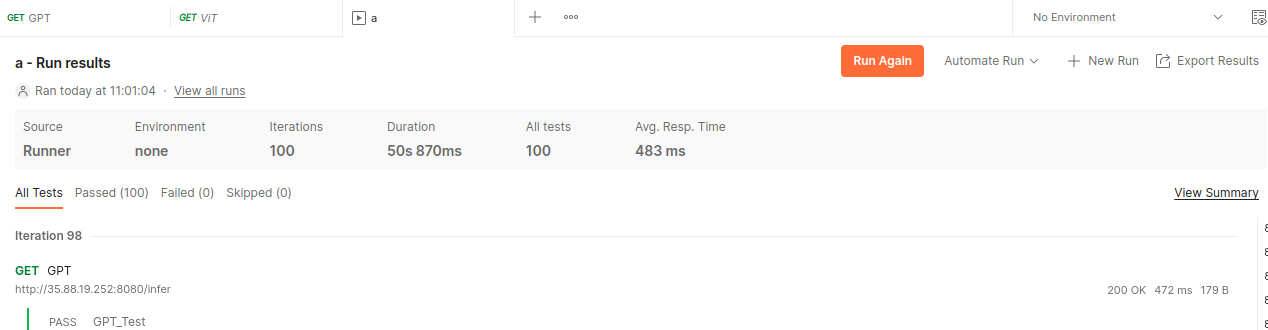 GET GPT GET ViT a No Environment
a - Run results Run Again Automate Run New Run Export Results
Ran today at 11:01:04 · View all runs
Source Environment Iterations Duration All tests Avg. Resp. Time
Runner none 100 50s 870ms 100 483 ms
All Tests Passed (100) Failed (0) Skipped (0) View Summary
Iteration 98
GET GPT
http://35.88.19.252:8080/infer 200 OK 472 ms 179 B
PASS GPT_Test